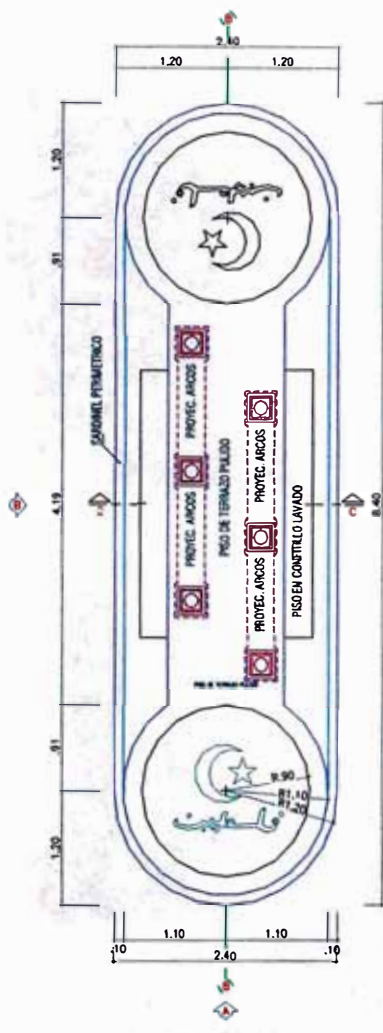 2.40
1.20
1.20
1.20
.91
4.19
.91
1.20
8.40
SARDINEL PERIMETRICO
PROYEC. ARCOS
PROYEC. ARCOS
PISO DE TERRAZO PULIDO
PROYEC. ARCOS
PROYEC. ARCOS
PISO EN CONFITILLO LAVADO
B
C
R.90
R1.10
R1.20
.10
1.10
1.10
.10
2.40
A